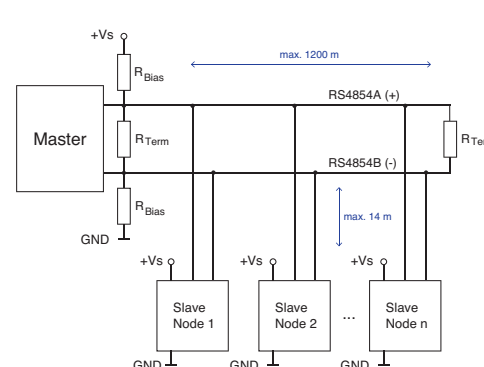 +Vs
max. 1200 m
RBias
RS4854A (+)
Master
RTerm
RTe
RS4854B (-)
RBias
max. 14 m
GND
+Vs
+Vs
+Vs
Slave
Node 1
Slave
Node 2
...
Slave
Node n
GND
GND
GND